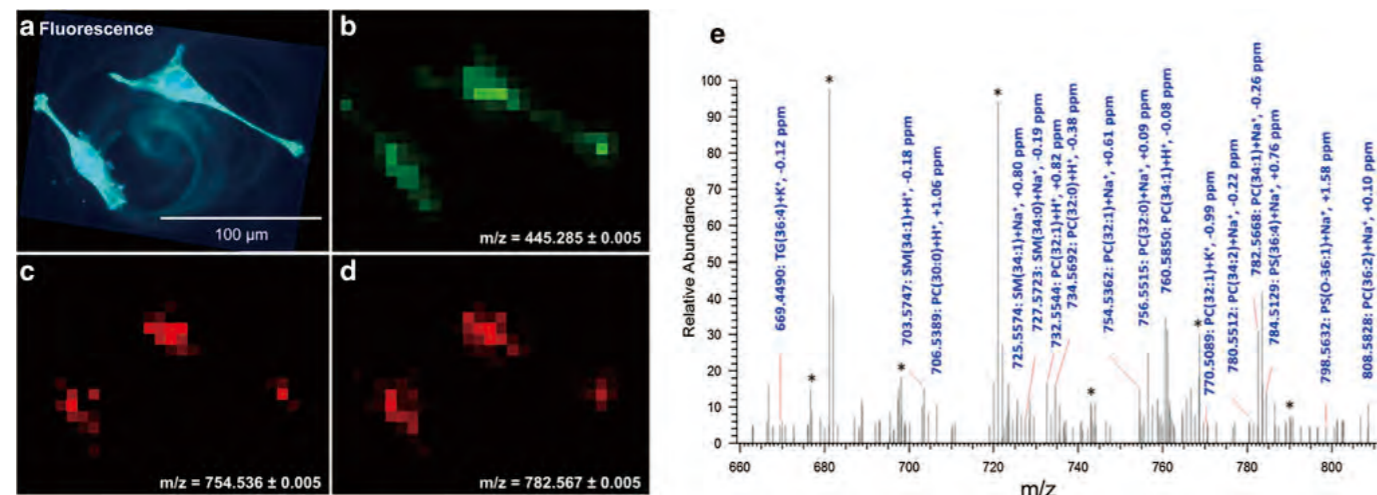 a Fluorescence
100 µm
b
m/z = 445.285 ± 0.005
c
m/z = 754.536 ± 0.005
d
m/z = 782.567 ± 0.005
e
Relative Abundance
100
90
80
70
60
50
40
30
20
10
0
660
680
700
720
740
760
780
800
m/z
*
*
*
*
*
*
*
669.4490: TG(36:4)+K⁺, -0.12 ppm
703.5747: SM(34:1)+H⁺, -0.18 ppm
706.5389: PC(30:0)+H⁺, +1.06 ppm
725.5574: SM(34:1)+Na⁺, +0.80 ppm
727.5723: SM(34:0)+Na⁺, -0.19 ppm
732.5544: PC(32:1)+H⁺, +0.82 ppm
734.5692: PC(32:0)+H⁺, -0.38 ppm
754.5362: PC(32:1)+Na⁺, +0.61 ppm
756.5515: PC(32:0)+Na⁺, +0.09 ppm
760.5850: PC(34:1)+H⁺, -0.08 ppm
770.5089: PC(32:1)+K⁺, -0.99 ppm
780.5512: PC(34:2)+Na⁺, -0.22 ppm
782.5668: PC(34:1)+Na⁺, -0.26 ppm
784.5129: PS(36:4)+Na⁺, +0.76 ppm
798.5632: PS(O-36:1)+Na⁺, +1.58 ppm
808.5828: PC(36:2)+Na⁺, +0.10 ppm